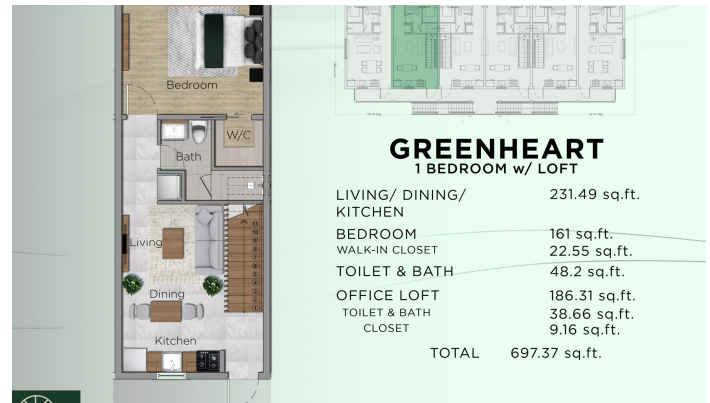 Bedroom
W/C
Bath
Living
Dining
Kitchen
GREENHEART
1 BEDROOM w/ LOFT
LIVING/ DINING/ 231.49 sq.ft.
KITCHEN
BEDROOM 161 sq.ft.
WALK-IN CLOSET 22.55 sq.ft.
TOILET & BATH 48.2 sq.ft.
OFFICE LOFT 186.31 sq.ft.
TOILET & BATH 38.66 sq.ft.
CLOSET 9.16 sq.ft.
TOTAL 697.37 sq.ft.